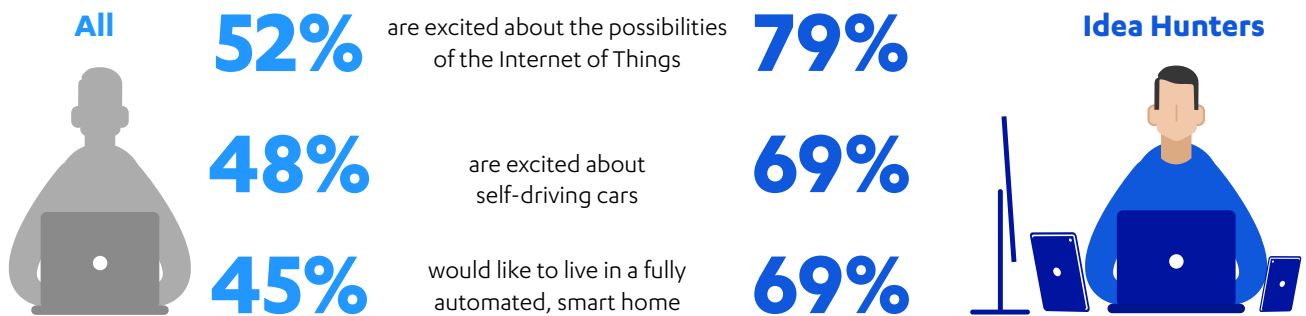 All
Idea Hunters
52%
are excited about the possibilities
of the Internet of Things
79%
48%
are excited about
self-driving cars
69%
45%
would like to live in a fully
automated, smart home
69%